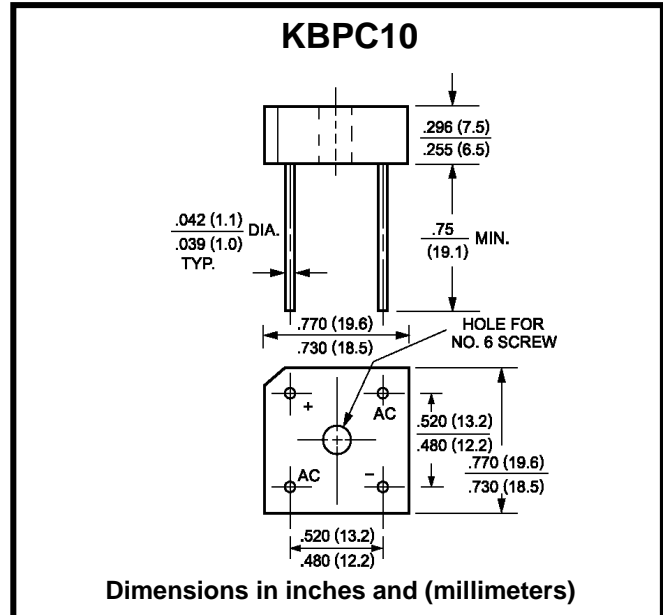 KBPC10
.296 (7.5)
.255 (6.5)
.042 (1.1)
.039 (1.0)
DIA.
TYP.
.75
(19.1)
MIN.
.770 (19.6)
.730 (18.5)
HOLE FOR
NO. 6 SCREW
+
AC
.520 (13.2)
.480 (12.2)
.770 (19.6)
.730 (18.5)
AC
–
.520 (13.2)
.480 (12.2)
Dimensions in inches and (millimeters)